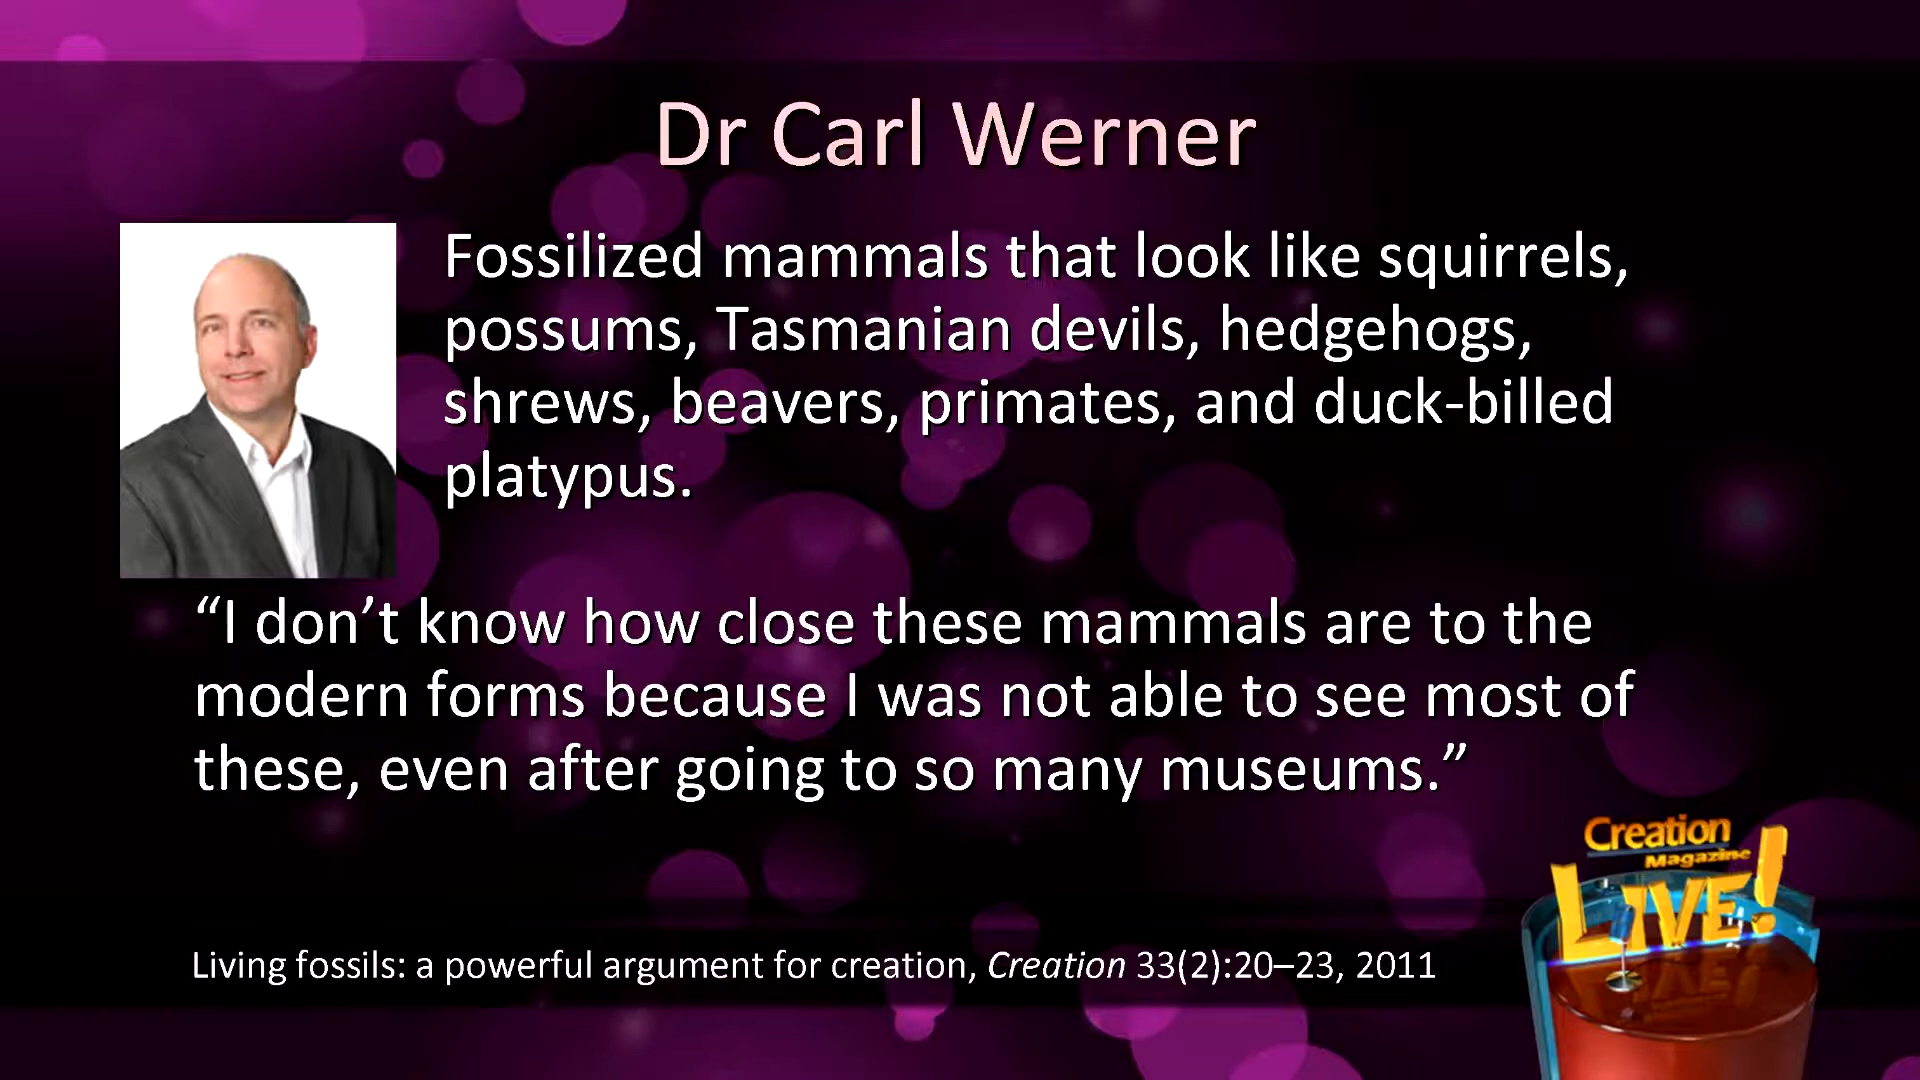 Dr Carl Werner
Fossilized mammals that look like squirrels,
possums, Tasmanian devils, hedgehogs,
shrews, beavers, primates, and duck-billed
platypus.
“I don’t know how close these mammals are to the
modern forms because I was not able to see most of
these, even after going to so many museums.”
Creation
Magazine
LIVE!
Living fossils: a powerful argument for creation, Creation 33(2):20–23, 2011